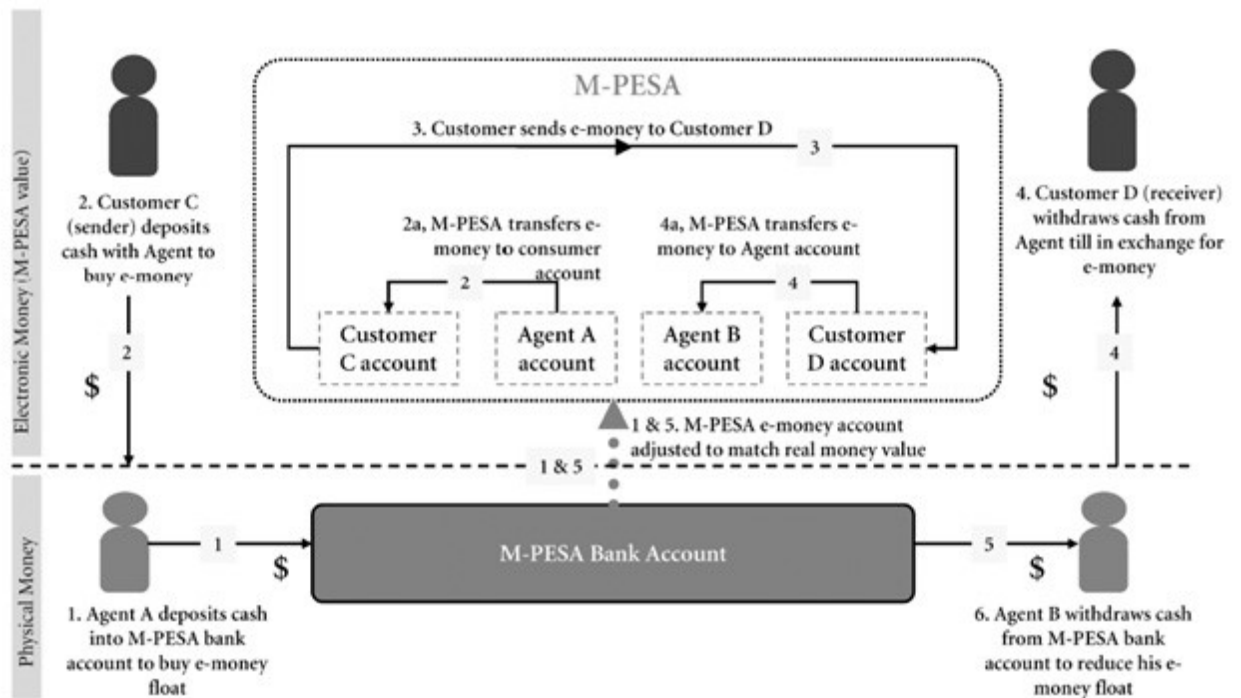 Electronic Money (M-PESA value)
2. Customer C
(sender) deposits
cash with Agent to
buy e-money
2
$
M-PESA
3. Customer sends e-money to Customer D
3
2a, M-PESA transfers e-
money to consumer
account
2
4a, M-PESA transfers e-
money to Agent account
4
Customer
C account
Agent A
account
Agent B
account
Customer
D account
4. Customer D (receiver)
withdraws cash from
Agent till in exchange for
e-money
4
$
1 & 5. M-PESA e-money account
adjusted to match real money value
1 & 5
Physical Money
1
$
M-PESA Bank Account
5
$
1. Agent A deposits cash
into M-PESA bank
account to buy e-money
float
6. Agent B withdraws cash
from M-PESA bank
account to reduce his e-
money float